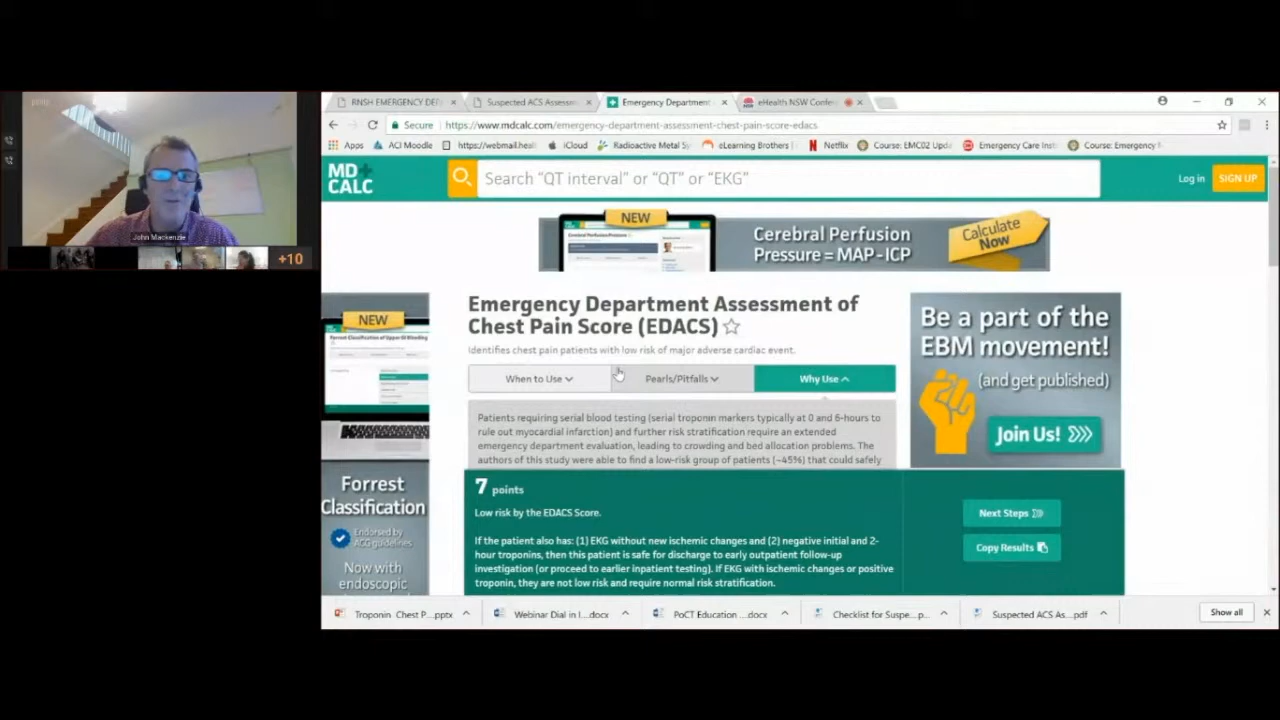 John Mackenzie
+10
RNSH EMERGENCY DEP
Suspected ACS Assessm
Emergency Department
eHealth NSW Confe
Secure
https://www.mdcalc.com/emergency-department-assessment-chest-pain-score-edacs
Apps
ACI Moodle
https://webmail.heal
iCloud
Radioactive Metal S
eLearning Brothers |
Netflix
Course: EMC02 Upda
Emergency Care Inst
Course: Emergency
MD+
CALC
Search "QT interval" or "QT" or "EKG"
Log in
SIGN UP
NEW
Cerebral Perfusion
Pressure = MAP - ICP
Calculate
Now
NEW
Forrest Classification of Upper GI Bleeding
Forrest
Classification
Endorsed by
ACG guidelines
Now with
endoscopic
Emergency Department Assessment of
Chest Pain Score (EDACS)
Identifies chest pain patients with low risk of major adverse cardiac event.
When to Use
Pearls/Pitfalls
Why Use
Patients requiring serial blood testing (serial troponin markers typically at 0 and 6-hours to
rule out myocardial infarction) and further risk stratification require an extended
emergency department evaluation, leading to crowding and bed allocation problems. The
authors of this study were able to find a low-risk group of patients (~45%) that could safely
7 points
Low risk by the EDACS Score.
If the patient also has: (1) EKG without new ischemic changes and (2) negative initial and 2-
hour troponins, then this patient is safe for discharge to early outpatient follow-up
investigation (or proceed to earlier inpatient testing). If EKG with ischemic changes or positive
troponin, they are not low risk and require normal risk stratification.
Next Steps
Copy Results
Be a part of the
EBM movement!
(and get published)
Join Us!
Troponin Chest P...pptx
Webinar Dial in I...docx
PoCT Education ...docx
Checklist for Suspe...p...
Suspected ACS As...pdf
Show all